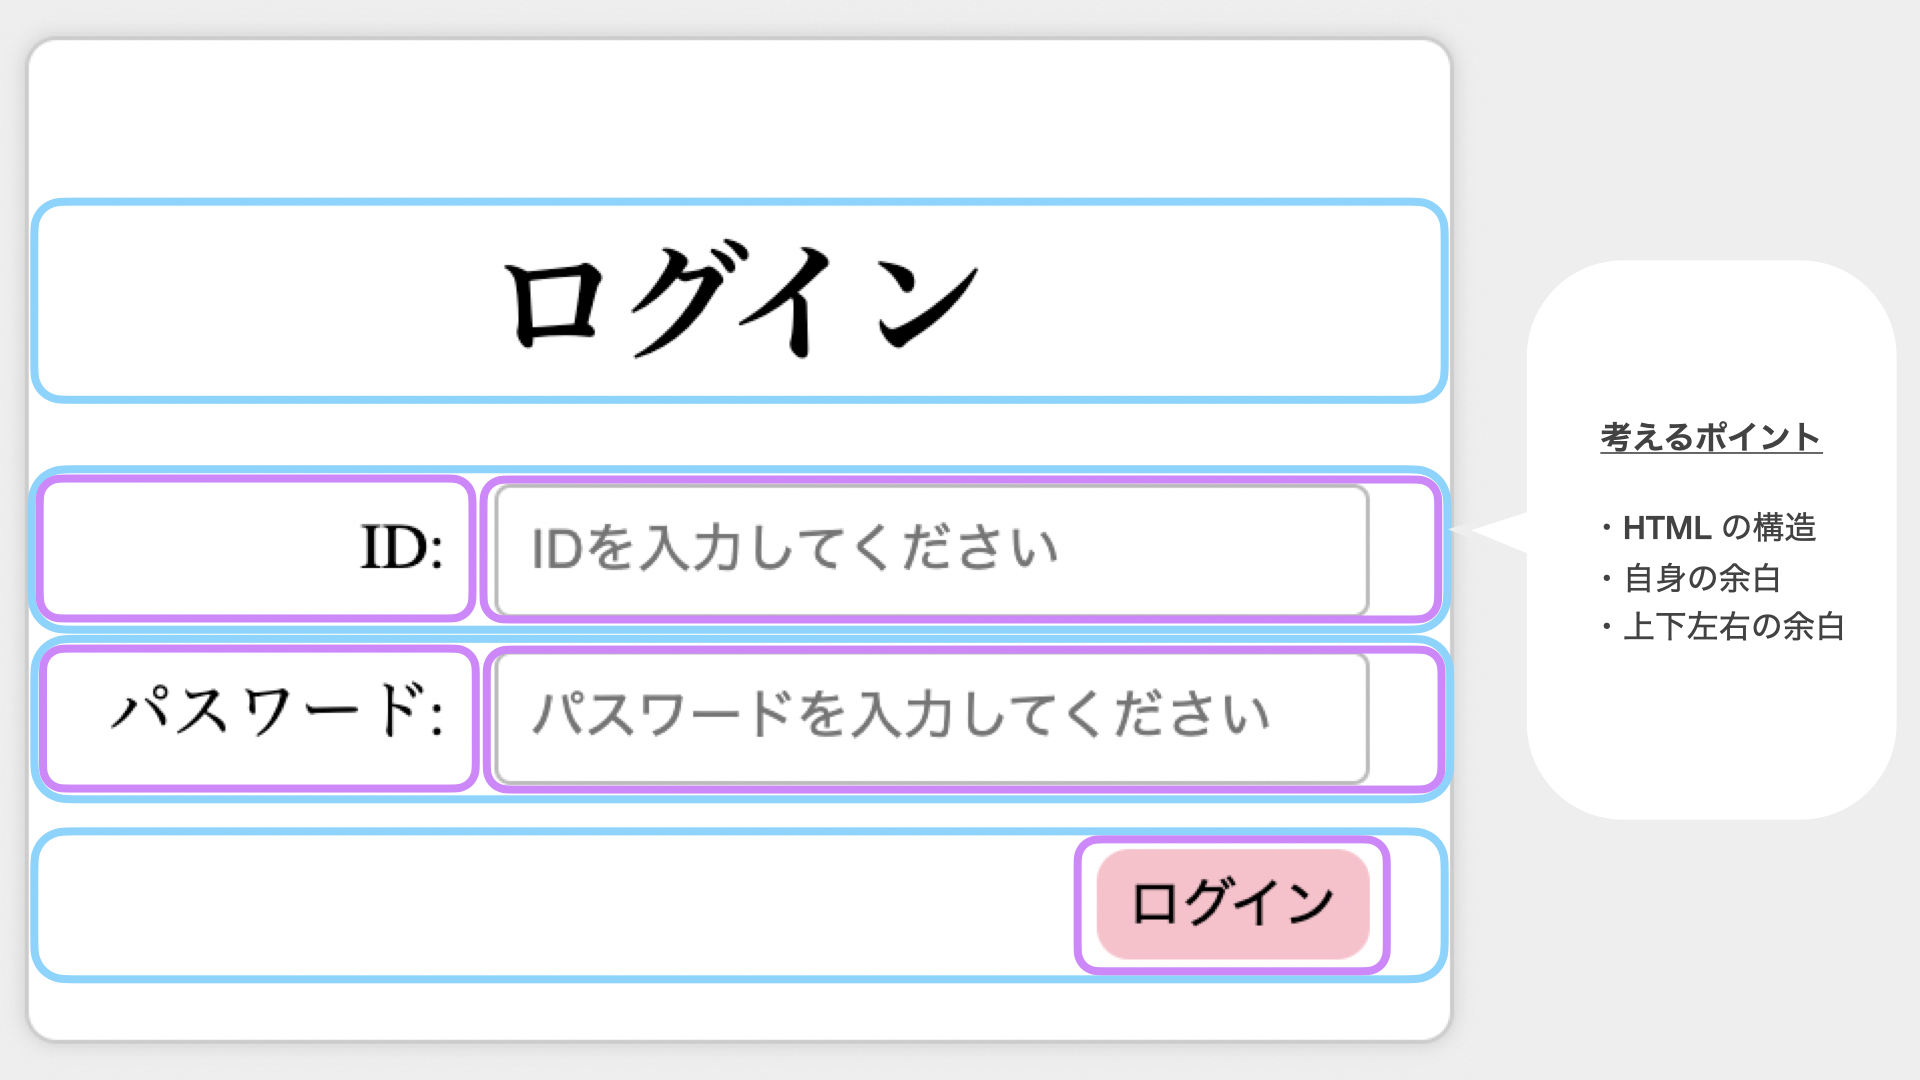 ログイン
ID: IDを入力してください
パスワード: パスワードを入力してください
ログイン
考えるポイント
・HTML の構造
・自身の余白
・上下左右の余白